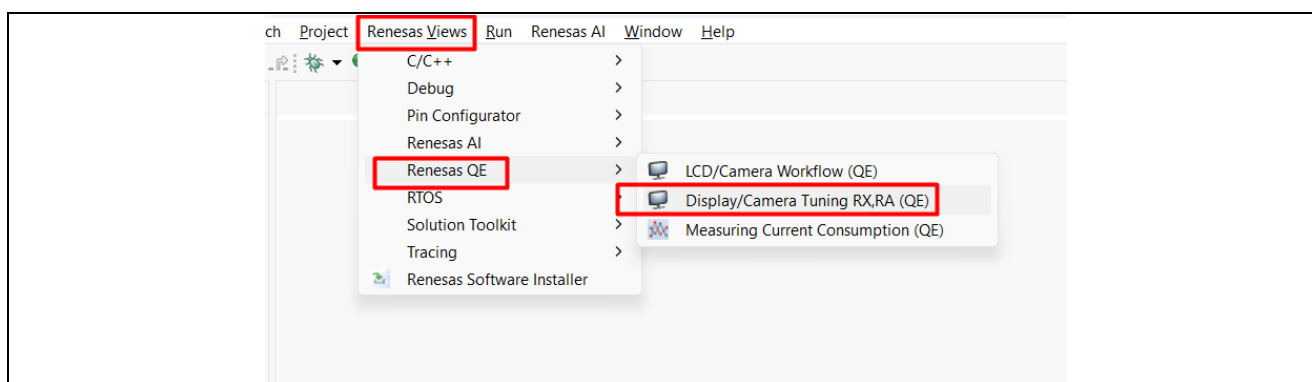 ch Project Renesas Views Run Renesas AI Window Help
C/C++
Debug
Pin Configurator
Renesas AI
Renesas QE
RTOS
Solution Toolkit
Tracing
Renesas Software Installer
LCD/Camera Workflow (QE)
Display/Camera Tuning RX,RA (QE)
Measuring Current Consumption (QE)